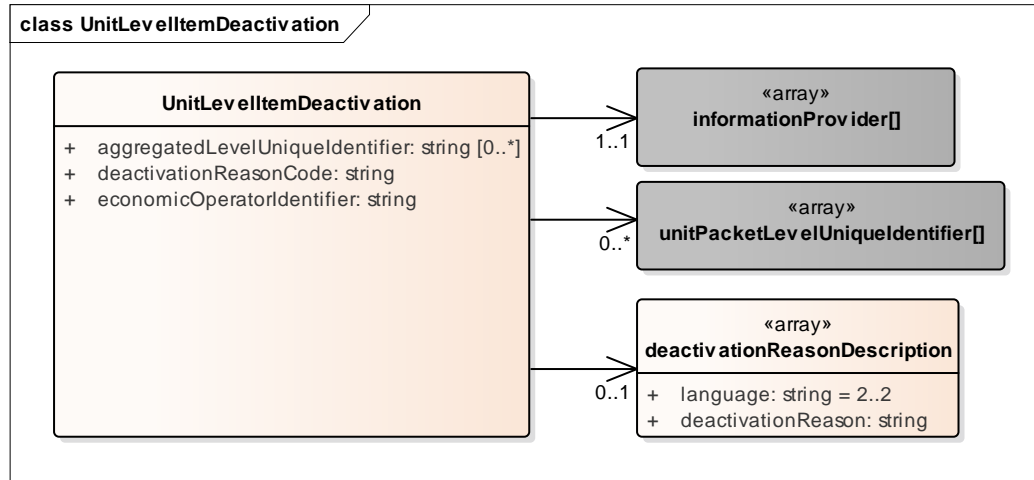 class UnitLevelItemDeactivation
UnitLevelItemDeactivation
+ aggregatedLevelUniqueIdentifier: string [0..*]
+ deactivationReasonCode: string
+ economicOperatorIdentifier: string
«array»
informationProvider[]
1..1
«array»
unitPacketLevelUniqueIdentifier[]
0..*
«array»
deactivationReasonDescription
+ language: string = 2..2
+ deactivationReason: string
0..1